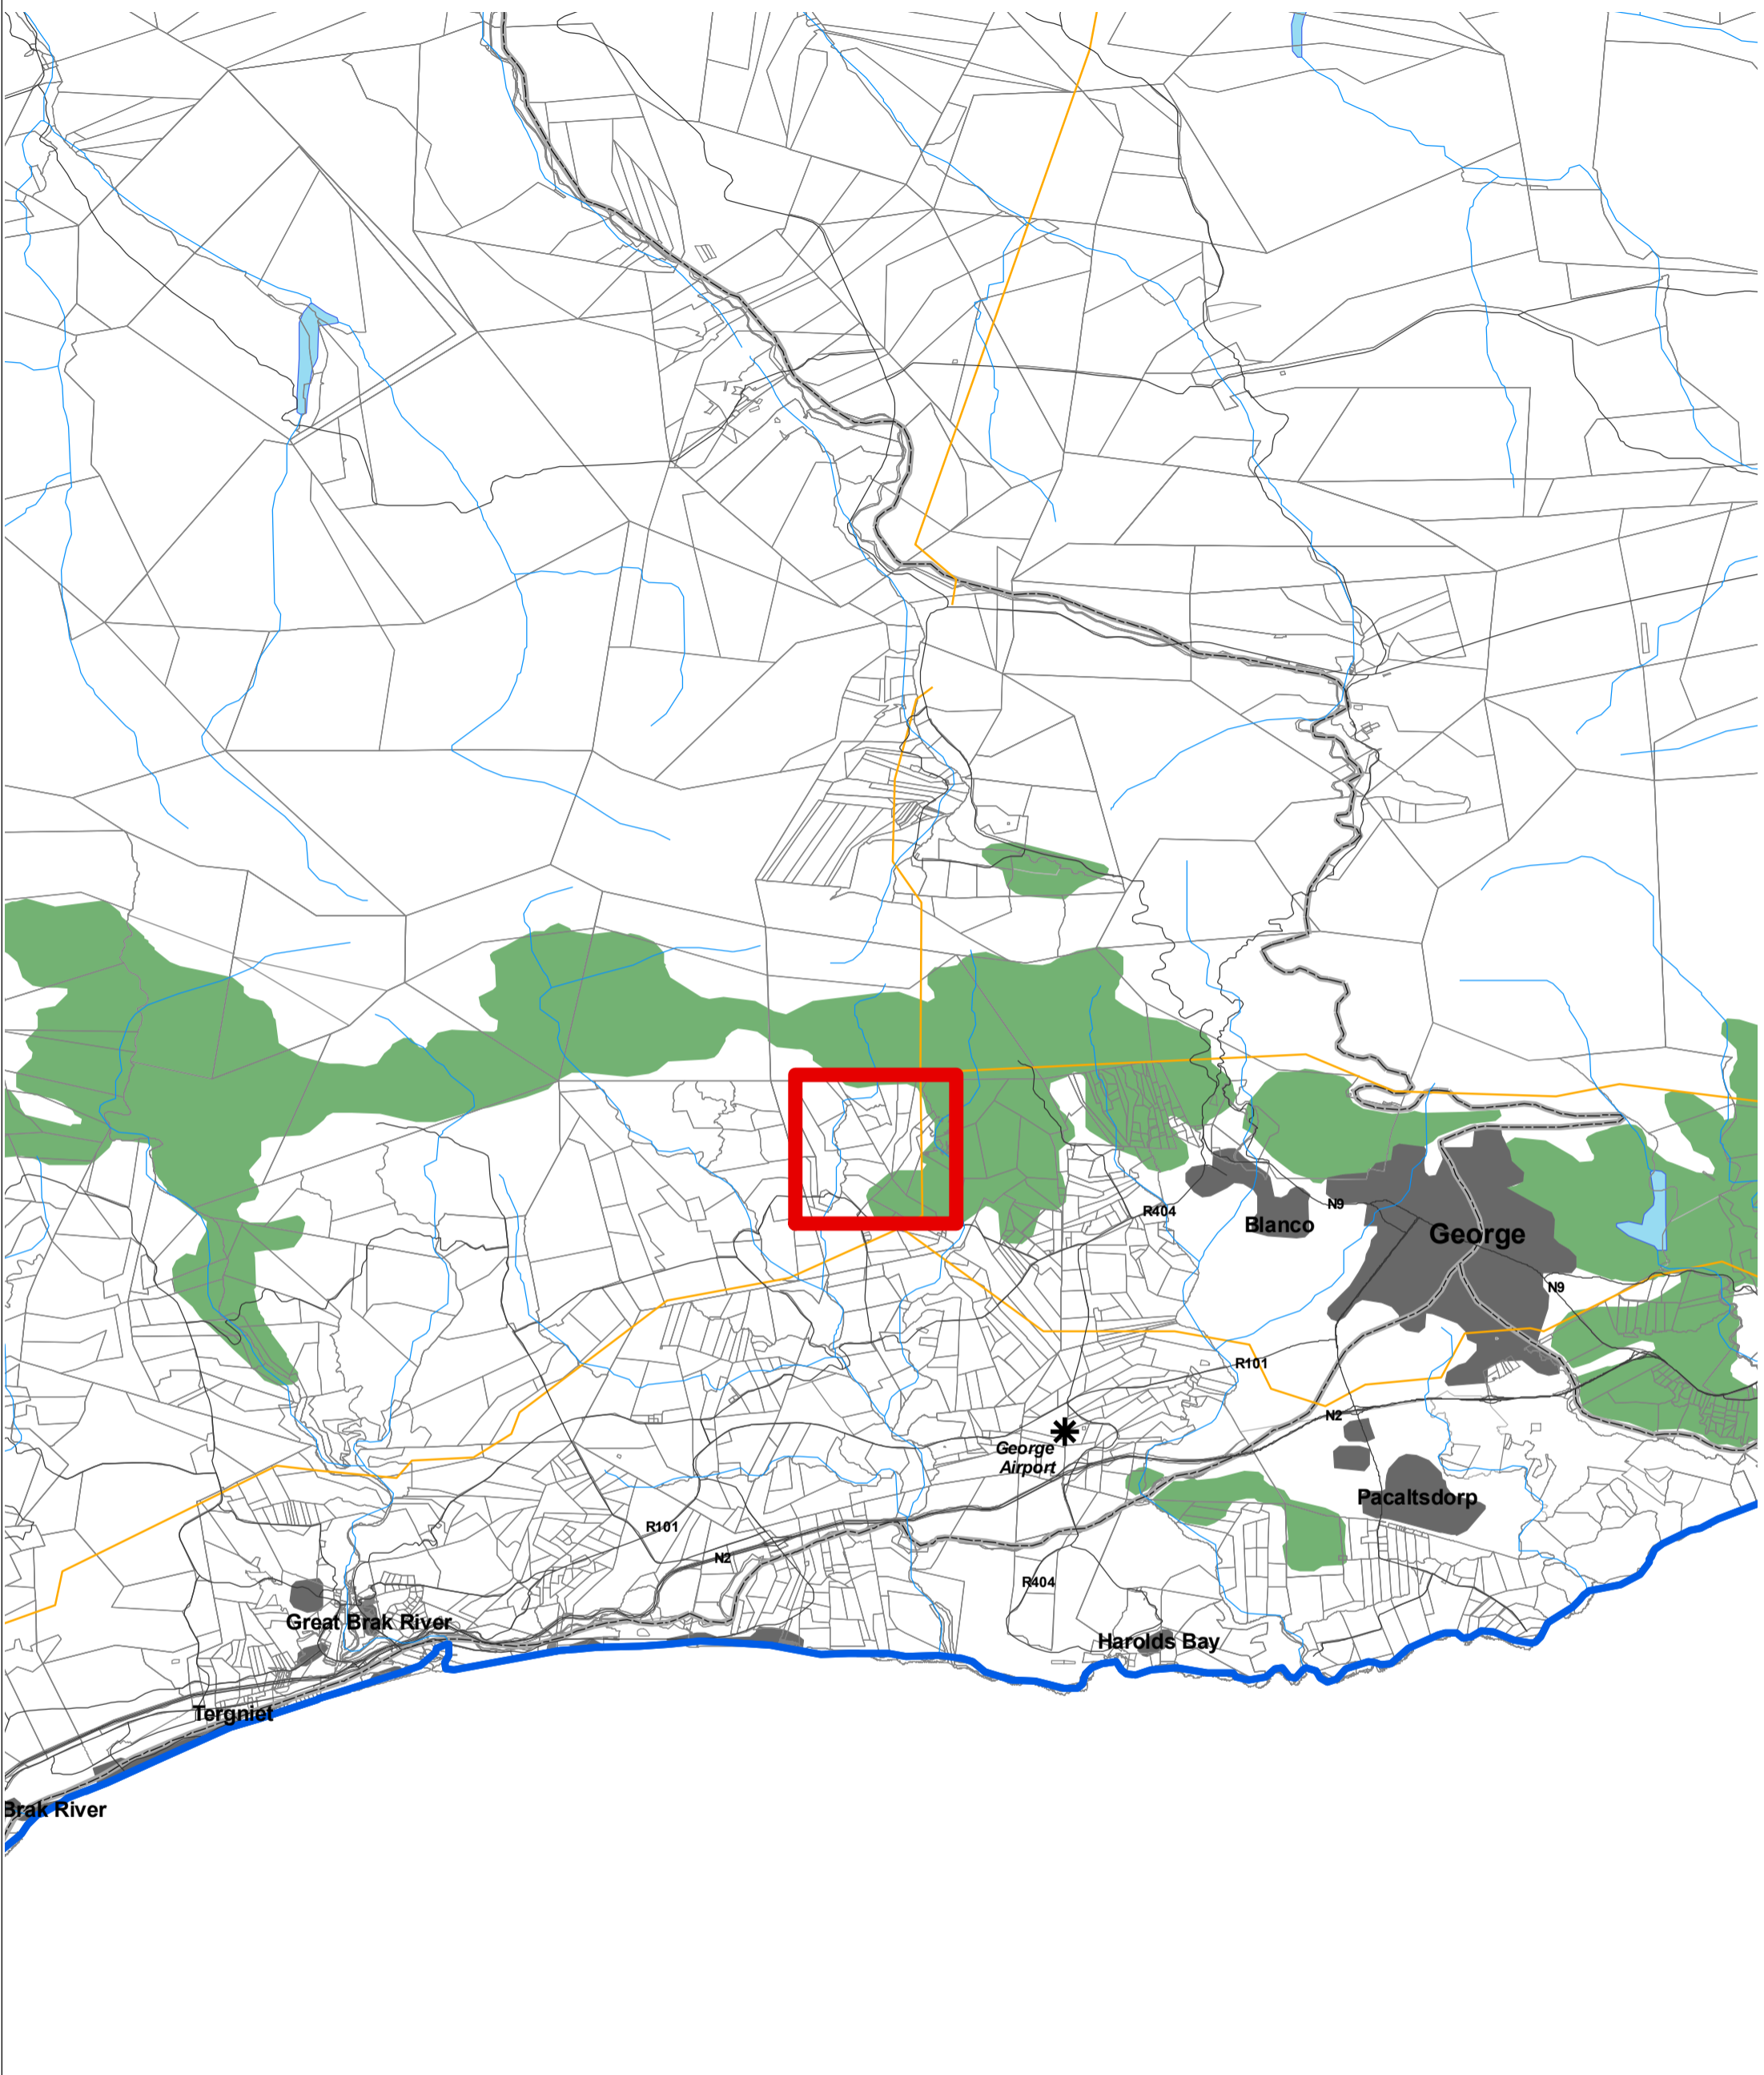 R404
N9
Blanco
George
N9
R101
N2
George
Airport
Pacaltsdorp
R101
N2
R404
Great Brak River
Harolds Bay
Tergniet
Brak River